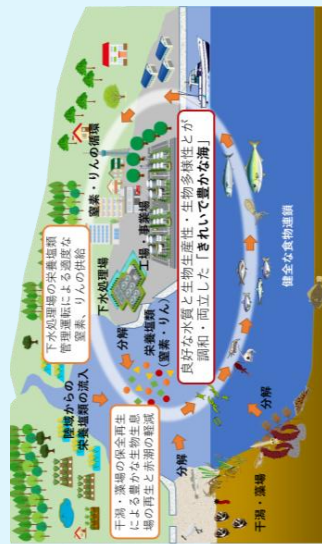 下水処理場の栄養塩類
管理運転による適度な
窒素、りんの供給
窒素・りんの循環
陸域からの
栄養塩類の流入
下水処理場
工場・事業場
分解
栄養塩類
(窒素・りん)
干潟・藻場の保全再生
による豊かな生物生息
場の再生と赤潮の軽減
良好な水質と生物生産性・生物多様性とが
調和・両立した「きれいで豊かな海」
分解
分解
健全な食物連鎖
干潟・藻場